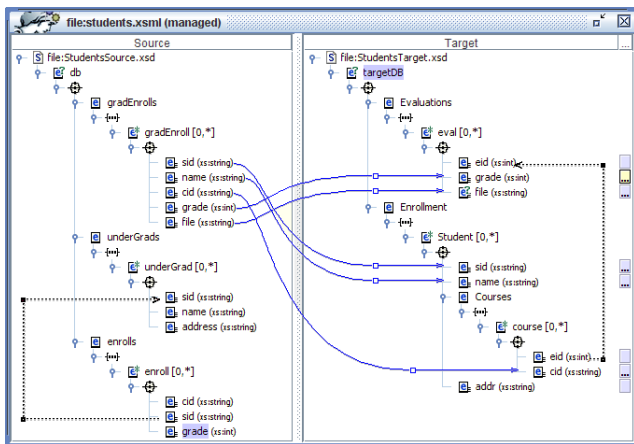 file:students.xsml (managed)
Source
S file:StudentsSource.xsd
e? db
e gradEnrolls
e* gradEnroll [0,*]
e sid (xs:string)
e name (xs:string)
e cid (xs:string)
e grade (xs:int)
e file (xs:string)
e underGrads
e* underGrad [0,*]
e sid (xs:string)
e name (xs:string)
e address (xs:string)
e enrolls
e* enroll [0,*]
e cid (xs:string)
e sid (xs:string)
e grade (xs:int)
Target
...
S file:StudentsTarget.xsd
e? targetDB
e Evaluations
e* eval [0,*]
e eid (xs:int)
e grade (xs:int) ...
e? file (xs:string) ...
e Enrollment
e* Student [0,*]
e sid (xs:string) ...
e name (xs:string) ...
e Courses
e* course [0,*]
e eid (xs:int)
e cid (xs:string) ...
e addr (xs:string)